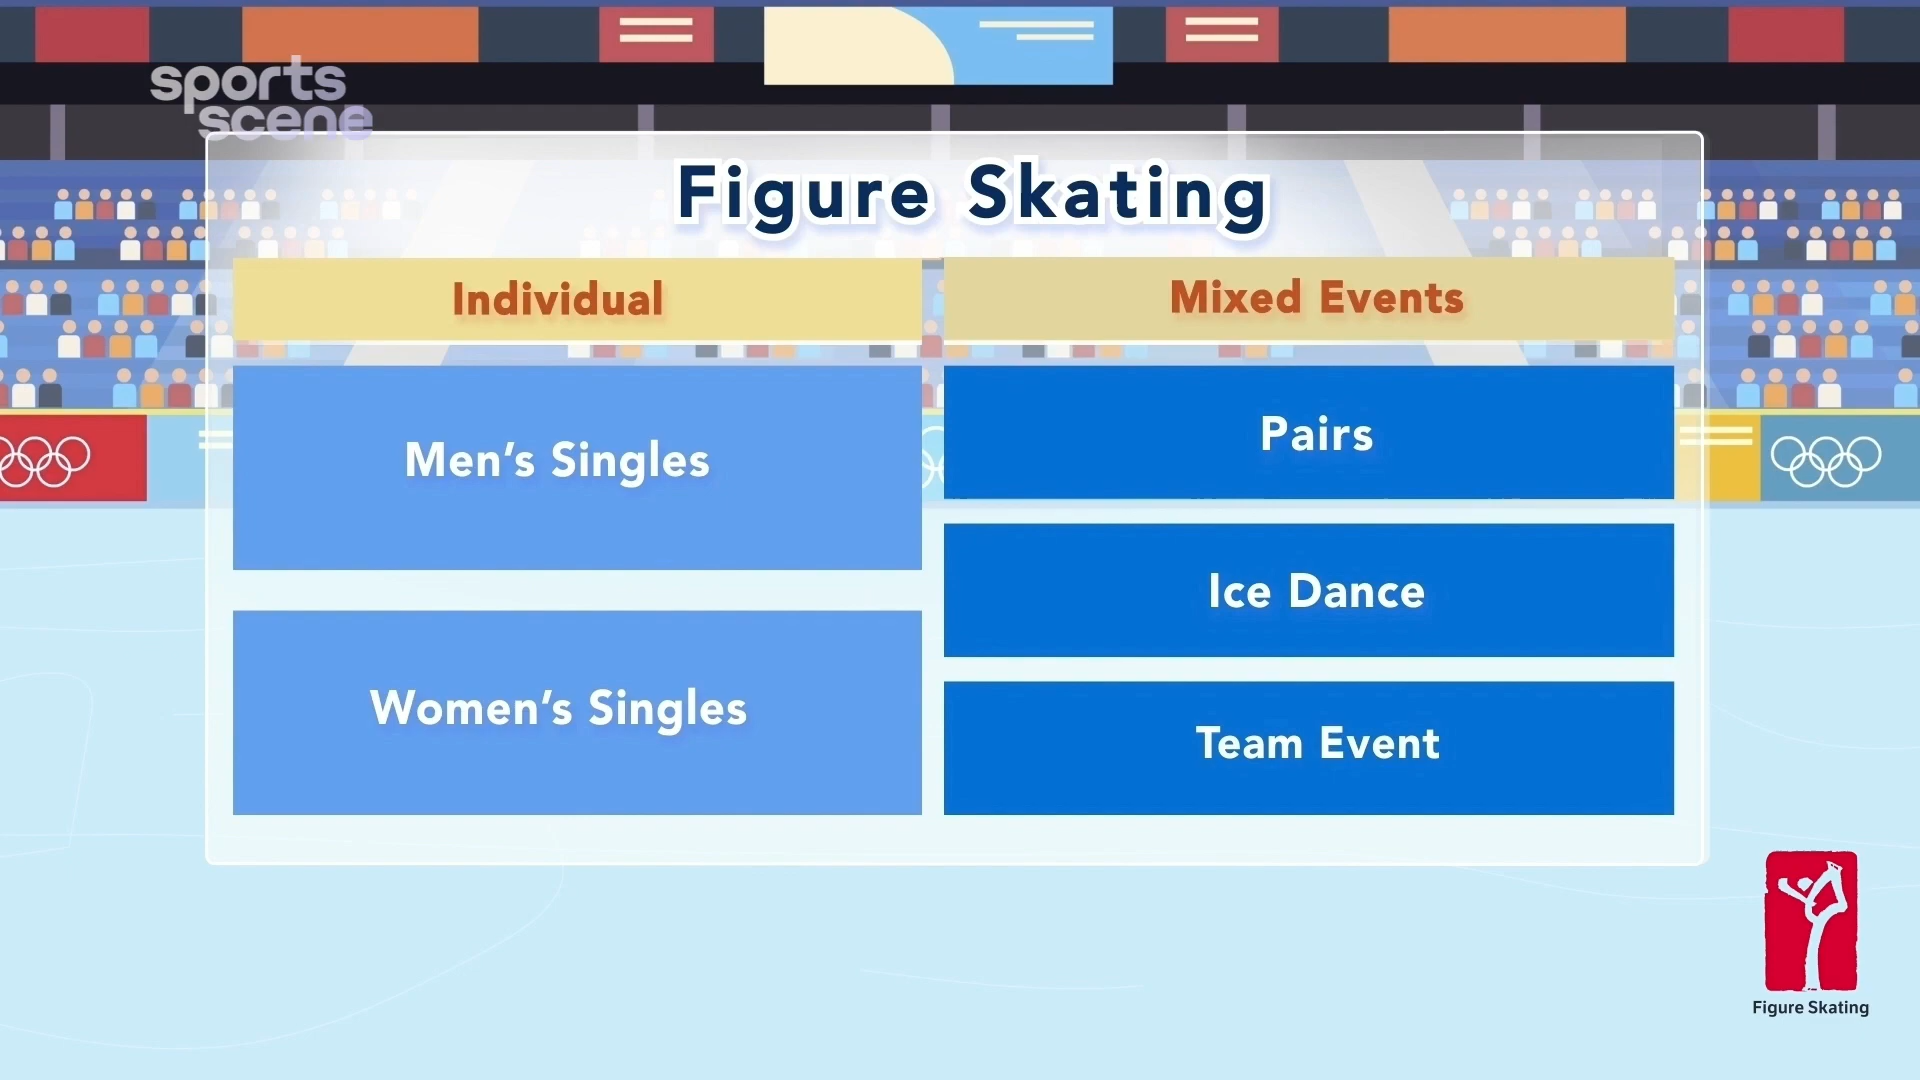 sports
scene
Figure Skating
Individual
Mixed Events
Men's Singles
Women's Singles
Pairs
Ice Dance
Team Event
Figure Skating